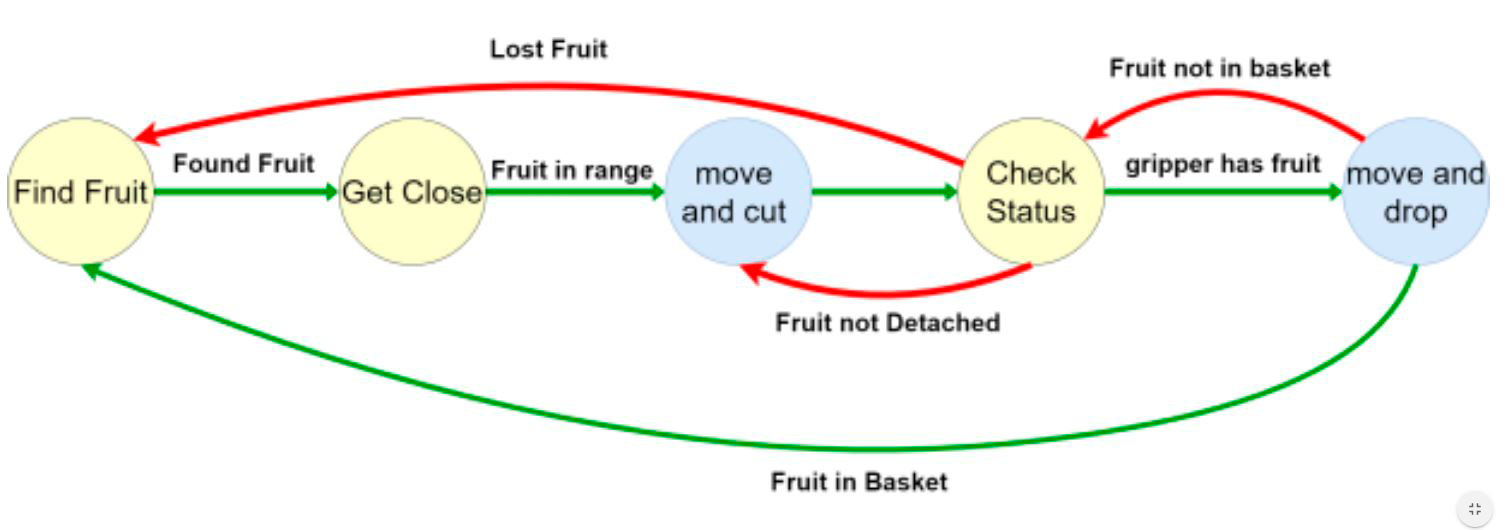 Lost Fruit
Fruit not in basket
Found Fruit
Fruit in range
gripper has fruit
Find Fruit
Get Close
move
and cut
Check
Status
move and
drop
Fruit not Detached
Fruit in Basket